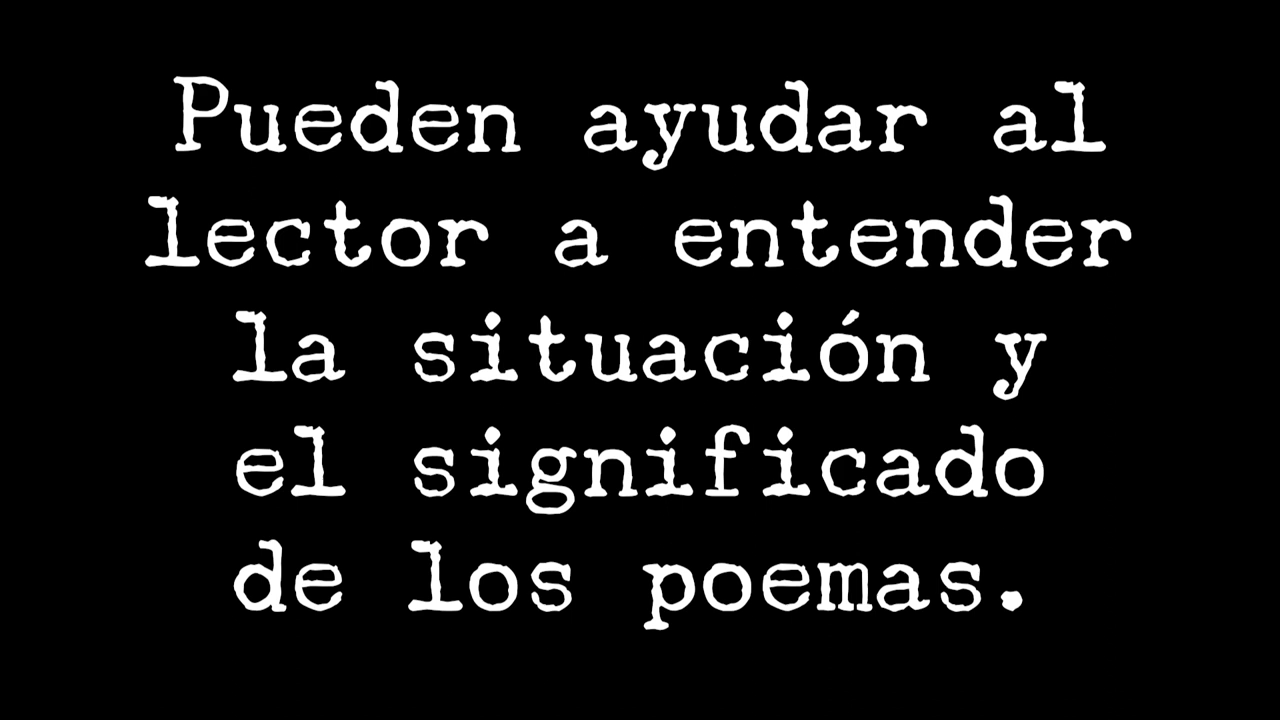 Pueden ayudar al
lector a entender
la situación y
el significado
de los poemas.